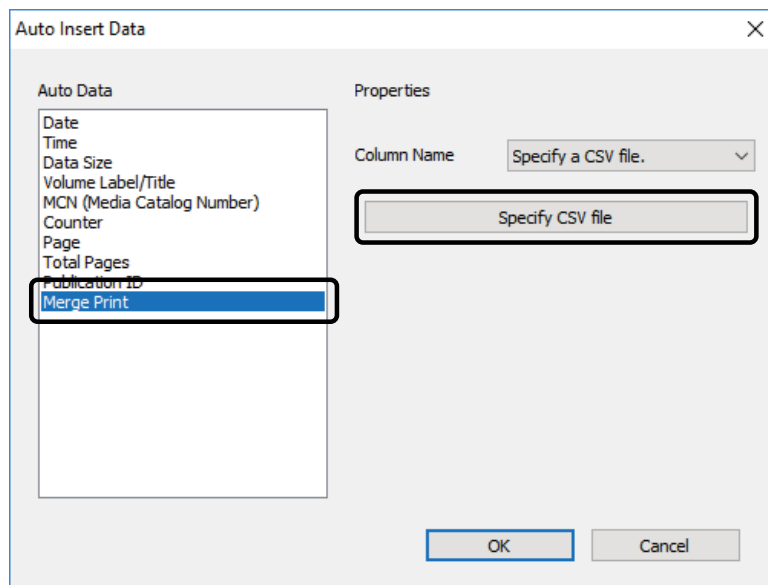 Auto Insert Data
Auto Data
Date
Time
Data Size
Volume Label/Title
MCN (Media Catalog Number)
Counter
Page
Total Pages
Publication ID
Merge Print
Properties
Column Name
Specify a CSV file.
Specify CSV file
OK
Cancel